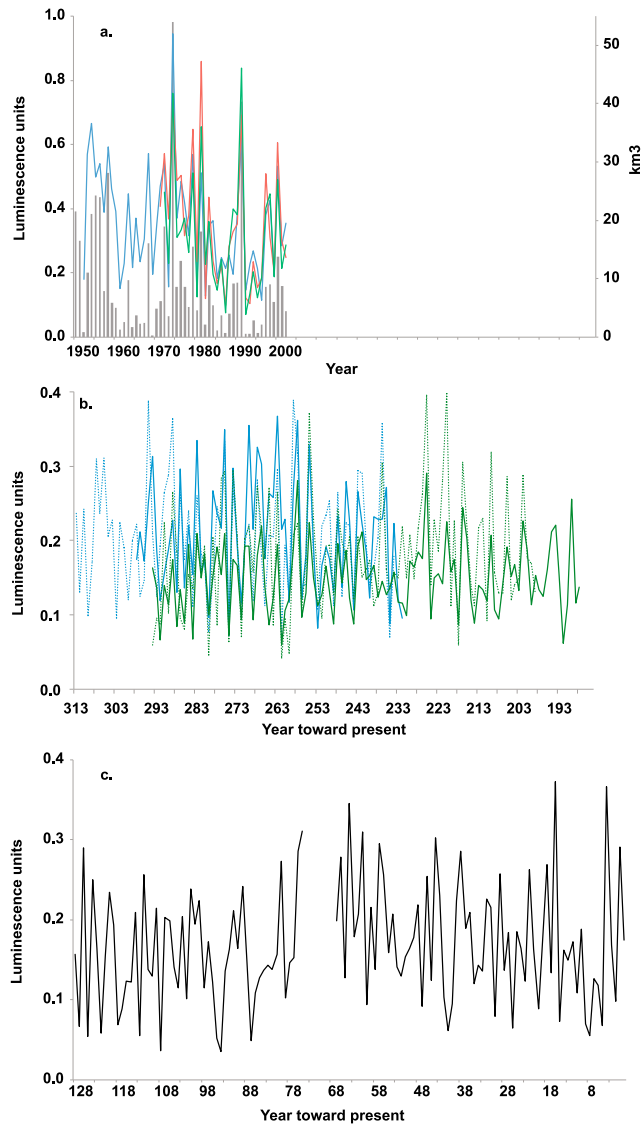 a.
1.0
0.8
0.6
0.4
0.2
0.0
Luminescence units
50
40
30
20
10
0
km3
1950 1960 1970 1980 1990 2000
Year
b.
0.4
0.3
0.2
0.1
0.0
Luminescence units
313 303 293 283 273 263 253 243 233 223 213 203 193
Year toward present
c.
0.4
0.3
0.2
0.1
0.0
Luminescence units
128 118 108 98 88 78 68 58 48 38 28 18 8
Year toward present